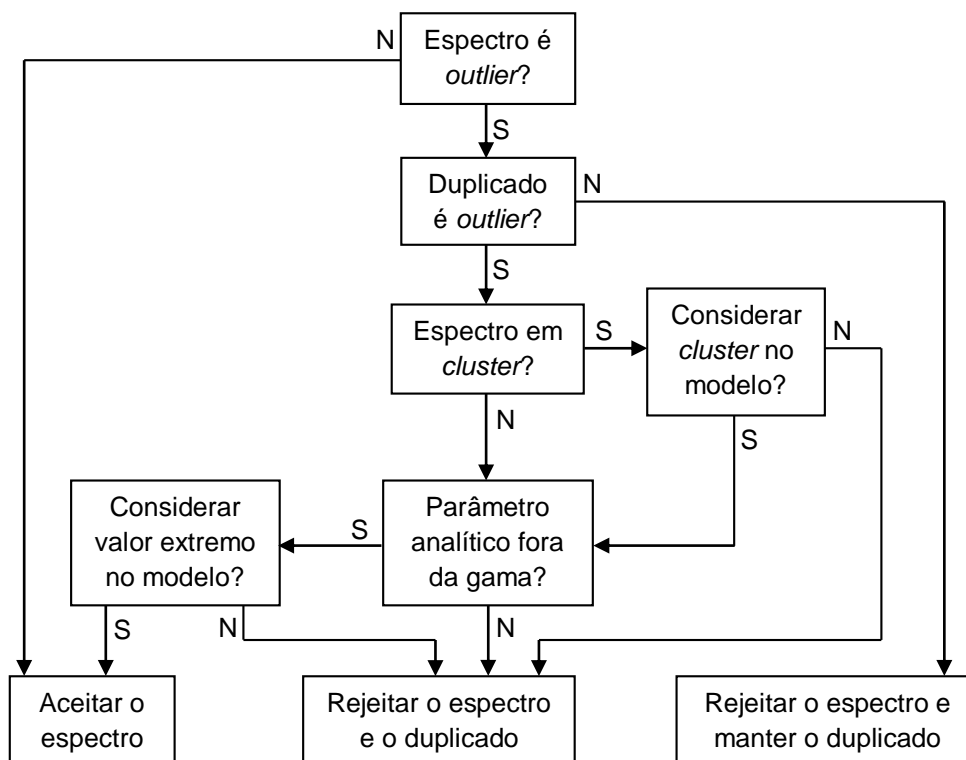 N
Espectro é
outlier?
S
Duplicado
é outlier?
N
S
Espectro em
cluster?
S
Considerar
cluster no
modelo?
N
N
S
Considerar
valor extremo
no modelo?
S
Parâmetro
analítico fora
da gama?
S
N
N
Aceitar o
espectro
Rejeitar o espectro
e o duplicado
Rejeitar o espectro e
manter o duplicado